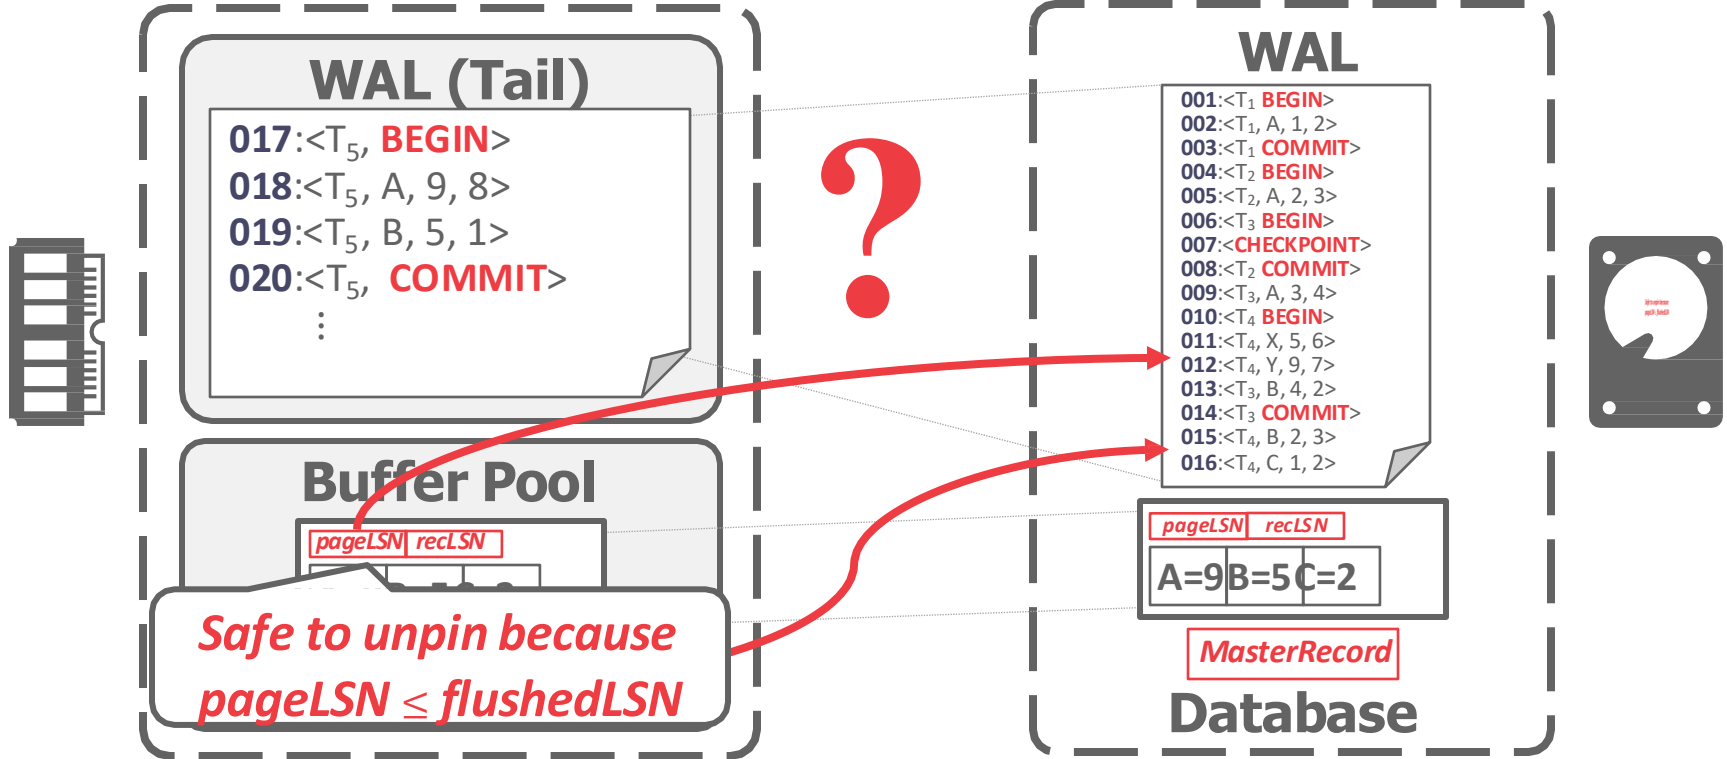 WAL (Tail)
017:<T5, BEGIN>
018:<T5, A, 9, 8>
019:<T5, B, 5, 1>
020:<T5, COMMIT>
⋮
Buffer Pool
pageLSN recLSN
Safe to unpin because
pageLSN ≤ flushedLSN
?
WAL
001:<T1 BEGIN>
002:<T1, A, 1, 2>
003:<T1 COMMIT>
004:<T2 BEGIN>
005:<T2, A, 2, 3>
006:<T3 BEGIN>
007:<CHECKPOINT>
008:<T2 COMMIT>
009:<T3, A, 3, 4>
010:<T4 BEGIN>
011:<T4, X, 5, 6>
012:<T4, Y, 9, 7>
013:<T3, B, 4, 2>
014:<T3 COMMIT>
015:<T4, B, 2, 3>
016:<T4, C, 1, 2>
pageLSN recLSN
A=9 B=5 C=2
MasterRecord
Database